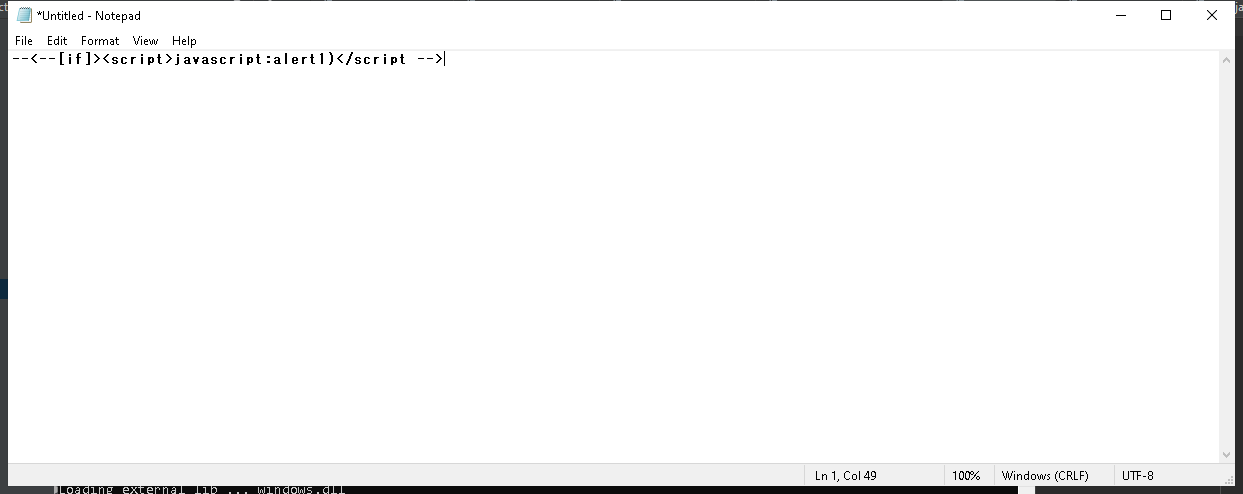 *Untitled - Notepad
File Edit Format View Help
--<--[if]><script>javascript:alert1)</script -->
Ln 1, Col 49 100% Windows (CRLF) UTF-8
Loading external lib ... windows.dll